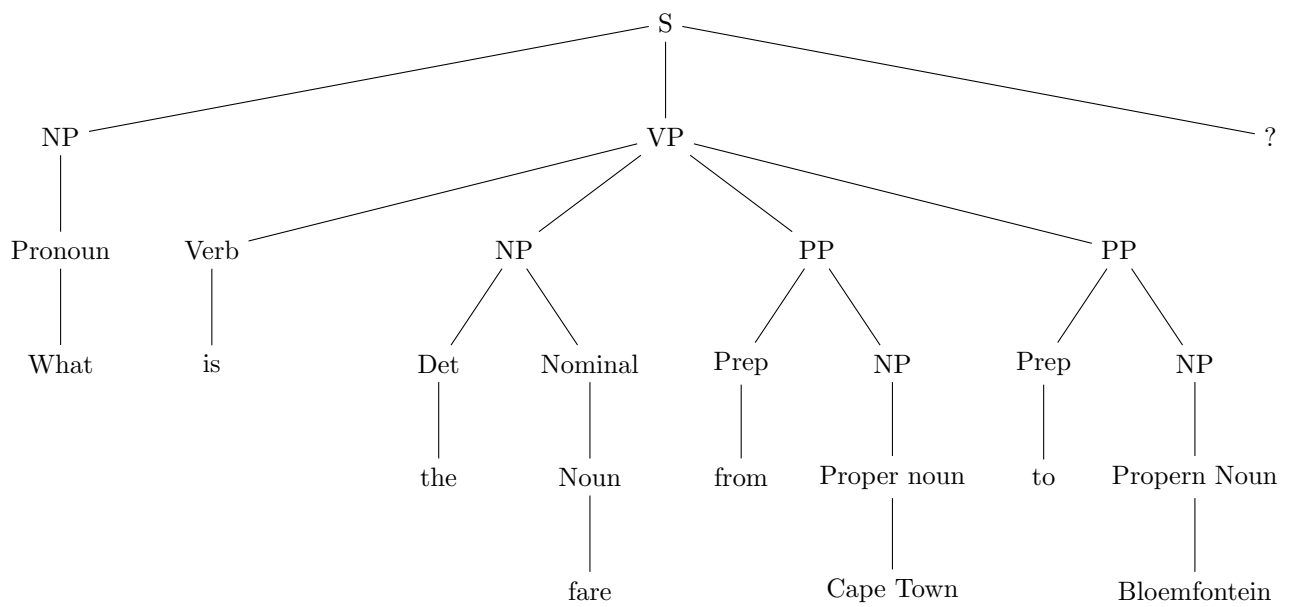 S
NP VP ?
Pronoun Verb NP PP PP
What is Det Nominal Prep NP Prep NP
the Noun from Proper noun to Propern Noun
fare Cape Town Bloemfontein